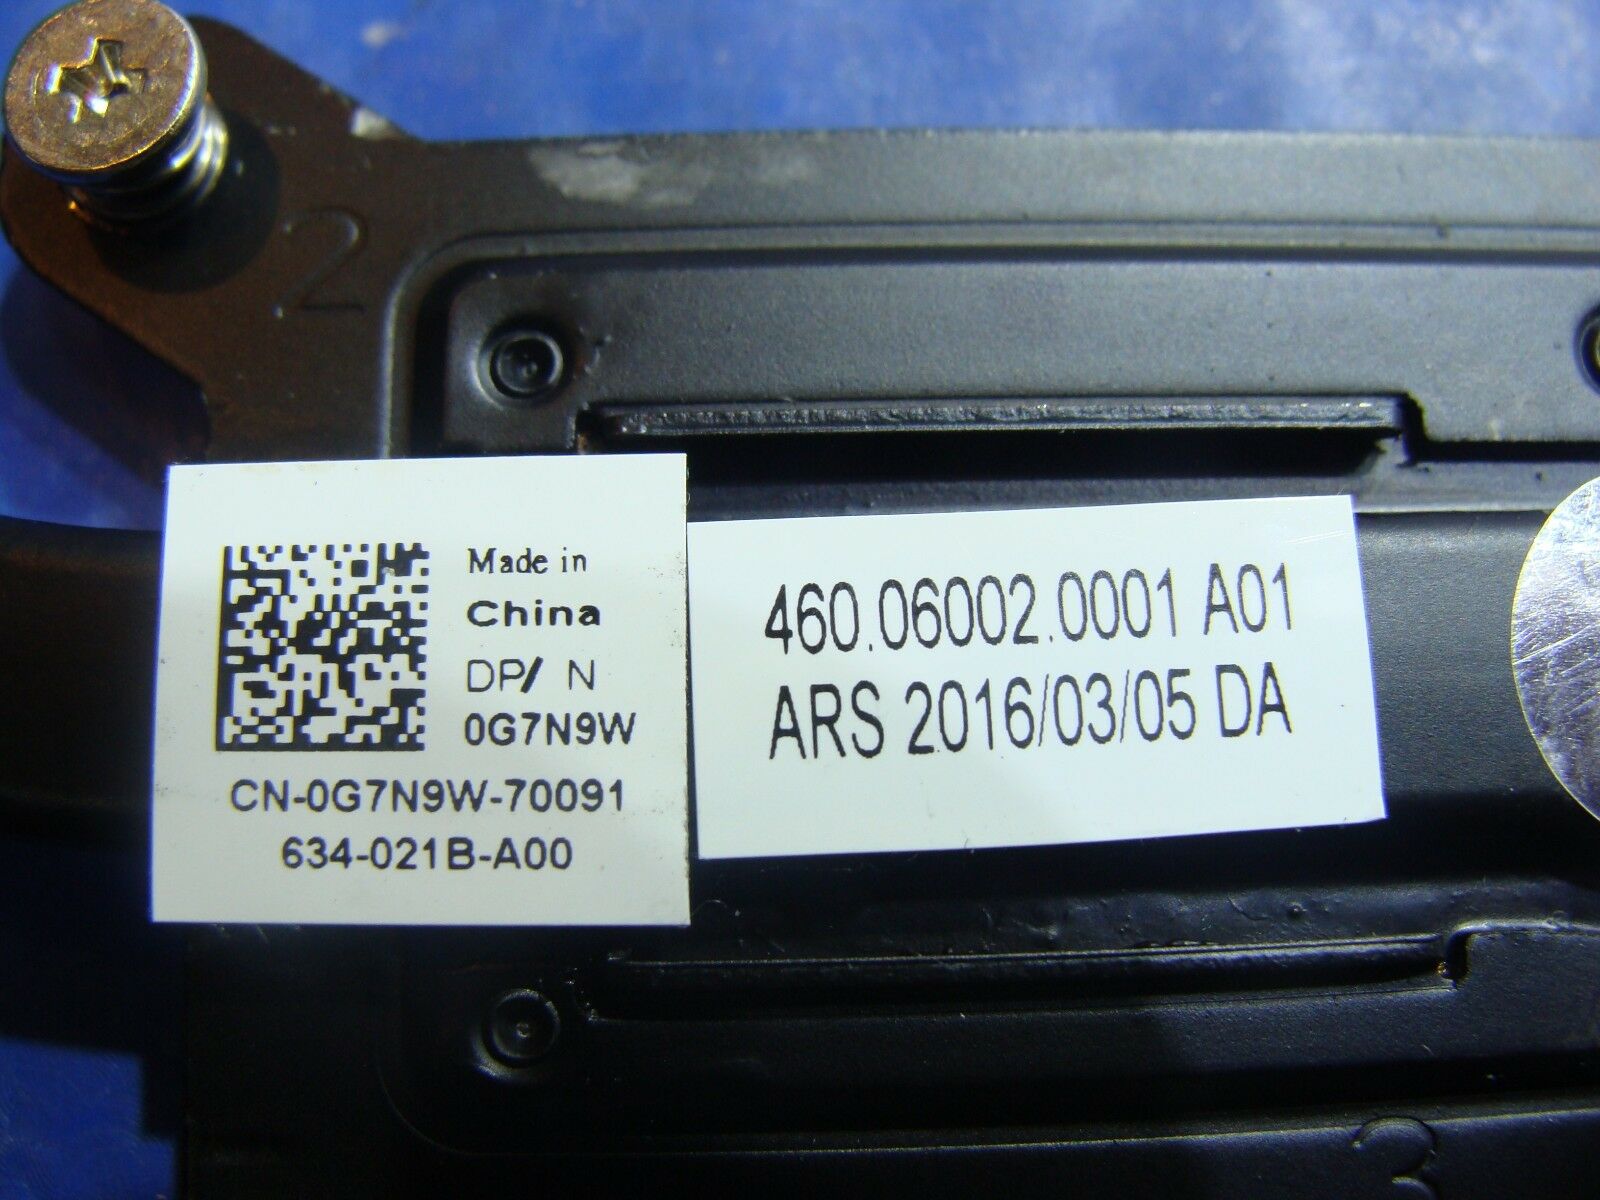 2
Made in
China
DP/ N
0G7N9W
CN-0G7N9W-70091
634-021B-A00
460.06002.0001 A01
ARS 2016/03/05 DA
3